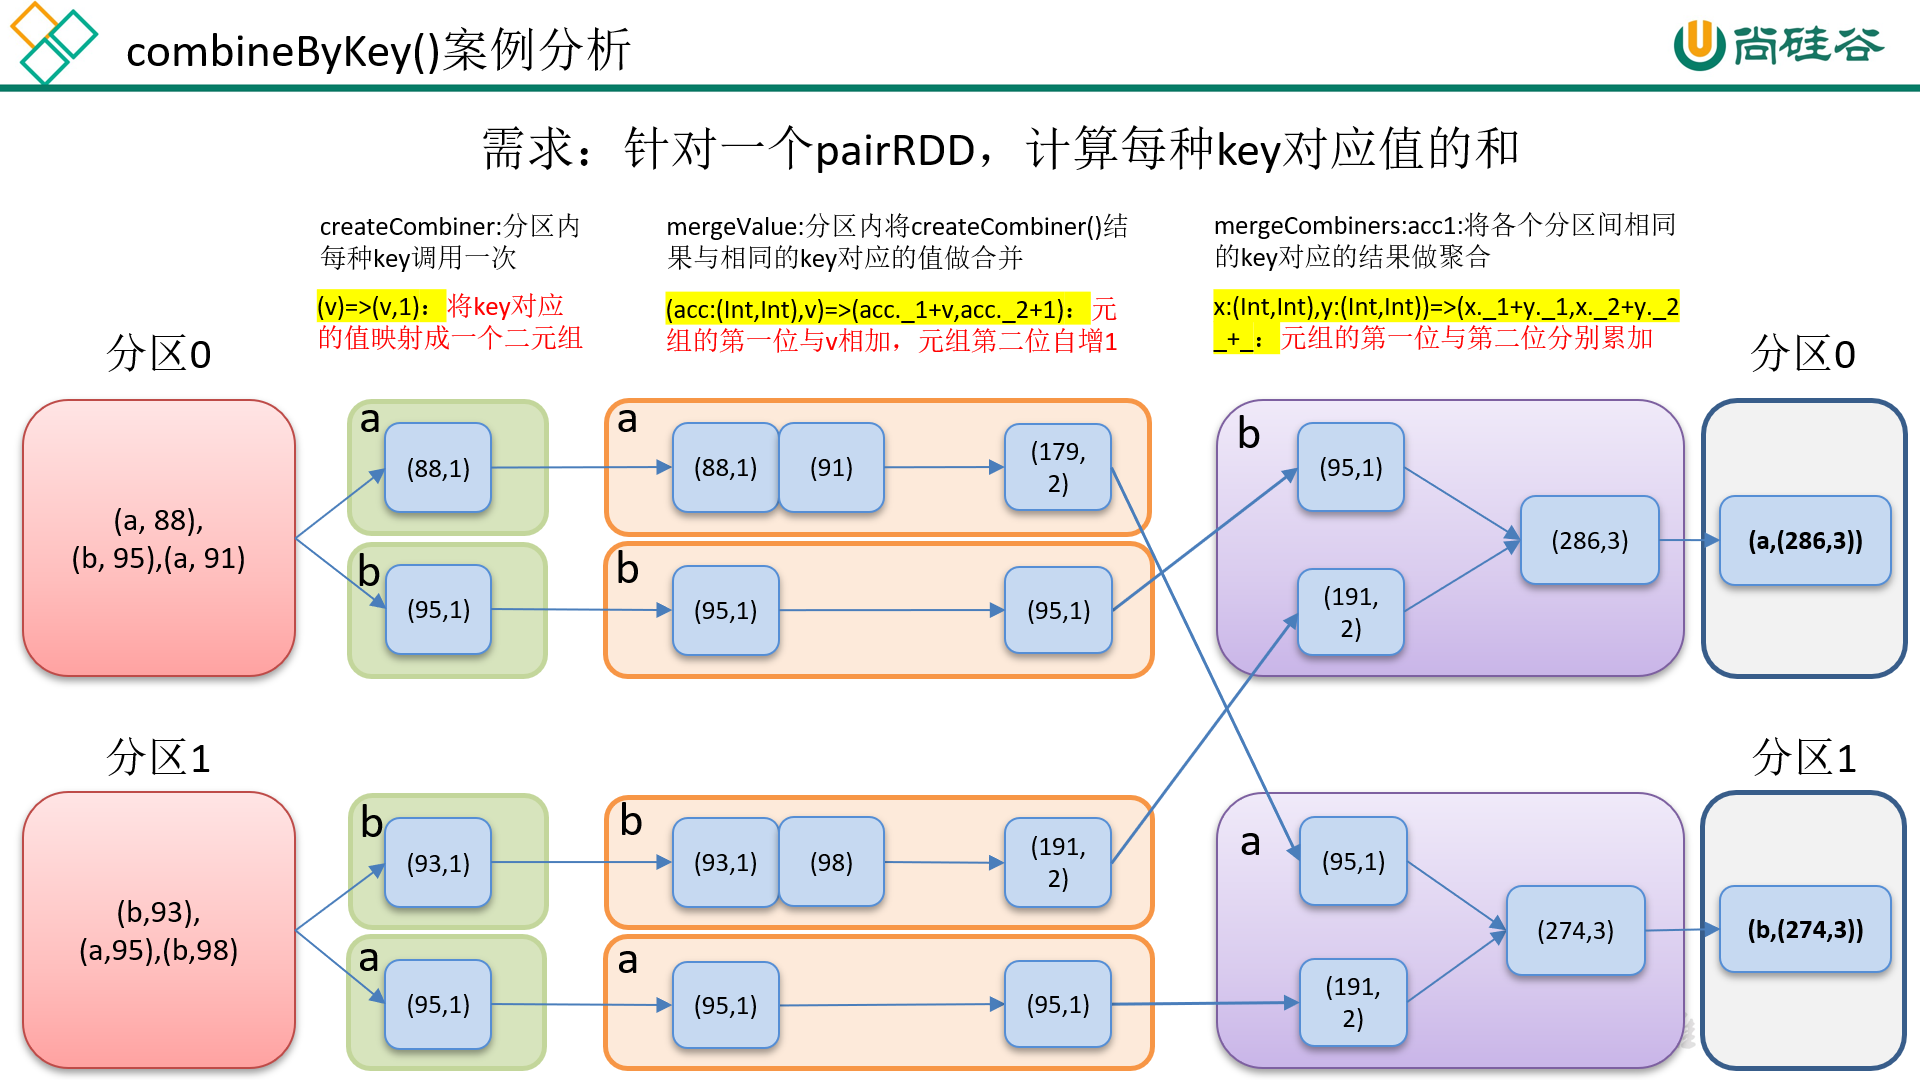 combineByKey()案例分析
尚硅谷
需求：针对一个pairRDD，计算每种key对应值的和
createCombiner:分区内
每种key调用一次
(v)=>(v,1)：将key对应
的值映射成一个二元组
mergeValue:分区内将createCombiner()结
果与相同的key对应的值做合并
(acc:(Int,Int),v)=>(acc._1+v,acc._2+1)：元
组的第一位与v相加，元组第二位自增1
mergeCombiners:acc1:将各个分区间相同
的key对应的结果做聚合
x:(Int,Int),y:(Int,Int))=>(x._1+y._1,x._2+y._2
_+_：元组的第一位与第二位分别累加
分区0
(a, 88),
(b, 95),(a, 91)
a
(88,1)
b
(95,1)
a
(88,1)
(91)
(179,
2)
b
(95,1)
(95,1)
b
(95,1)
(191,
2)
(286,3)
分区0
(a,(286,3))
分区1
(b,93),
(a,95),(b,98)
b
(93,1)
a
(95,1)
b
(93,1)
(98)
(191,
2)
a
(95,1)
(95,1)
a
(95,1)
(191,
2)
(274,3)
分区1
(b,(274,3))